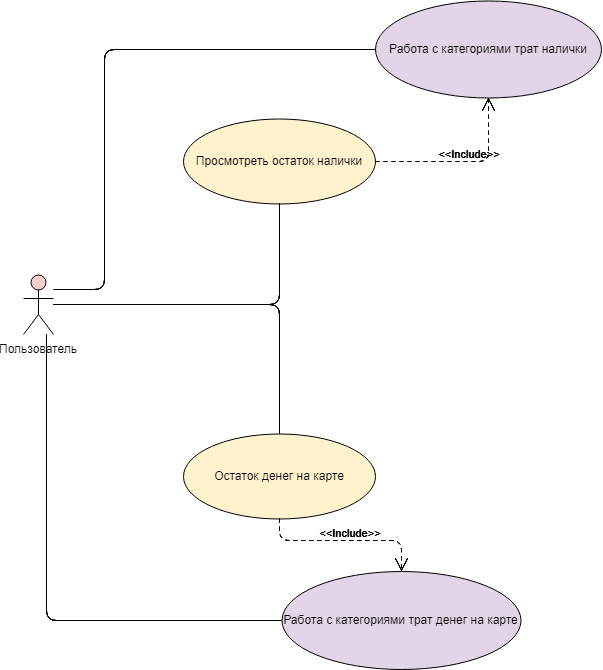 Работа с категориями трат налички
<<Include>>
Просмотреть остаток налички
Пользователь
Остаток денег на карте
<<Include>>
Работа с категориями трат денег на карте